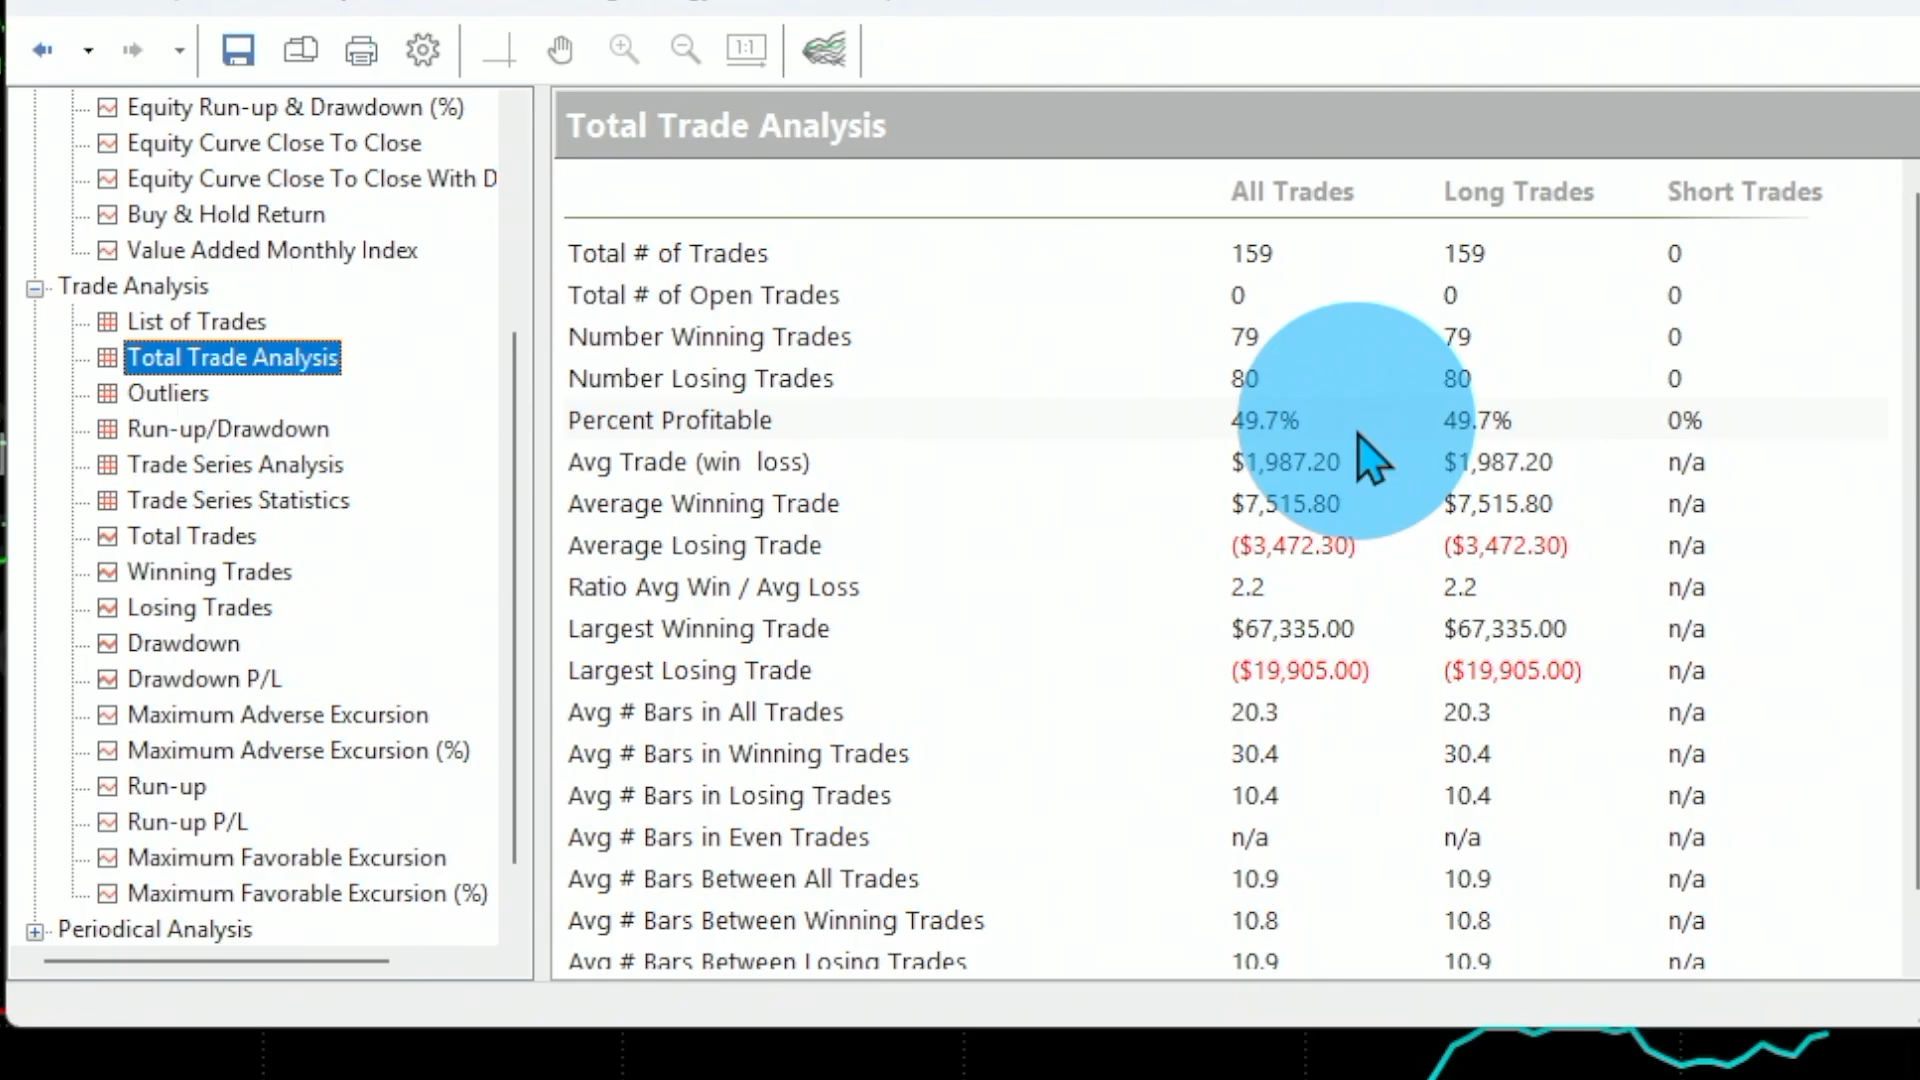 1:1
Equity Run-up & Drawdown (%)
Equity Curve Close To Close
Equity Curve Close To Close With D
Buy & Hold Return
Value Added Monthly Index
Trade Analysis
List of Trades
Total Trade Analysis
Outliers
Run-up/Drawdown
Trade Series Analysis
Trade Series Statistics
Total Trades
Winning Trades
Losing Trades
Drawdown
Drawdown P/L
Maximum Adverse Excursion
Maximum Adverse Excursion (%)
Run-up
Run-up P/L
Maximum Favorable Excursion
Maximum Favorable Excursion (%)
Periodical Analysis
Total Trade Analysis
All Trades Long Trades Short Trades
Total # of Trades 159 159 0
Total # of Open Trades 0 0 0
Number Winning Trades 79 79 0
Number Losing Trades 80 80 0
Percent Profitable 49.7% 49.7% 0%
Avg Trade (win loss) $1,987.20 $1,987.20 n/a
Average Winning Trade $7,515.80 $7,515.80 n/a
Average Losing Trade ($3,472.30) ($3,472.30) n/a
Ratio Avg Win / Avg Loss 2.2 2.2 n/a
Largest Winning Trade $67,335.00 $67,335.00 n/a
Largest Losing Trade ($19,905.00) ($19,905.00) n/a
Avg # Bars in All Trades 20.3 20.3 n/a
Avg # Bars in Winning Trades 30.4 30.4 n/a
Avg # Bars in Losing Trades 10.4 10.4 n/a
Avg # Bars in Even Trades n/a n/a n/a
Avg # Bars Between All Trades 10.9 10.9 n/a
Avg # Bars Between Winning Trades 10.8 10.8 n/a
Avg # Bars Between Losing Trades 10.9 10.9 n/a